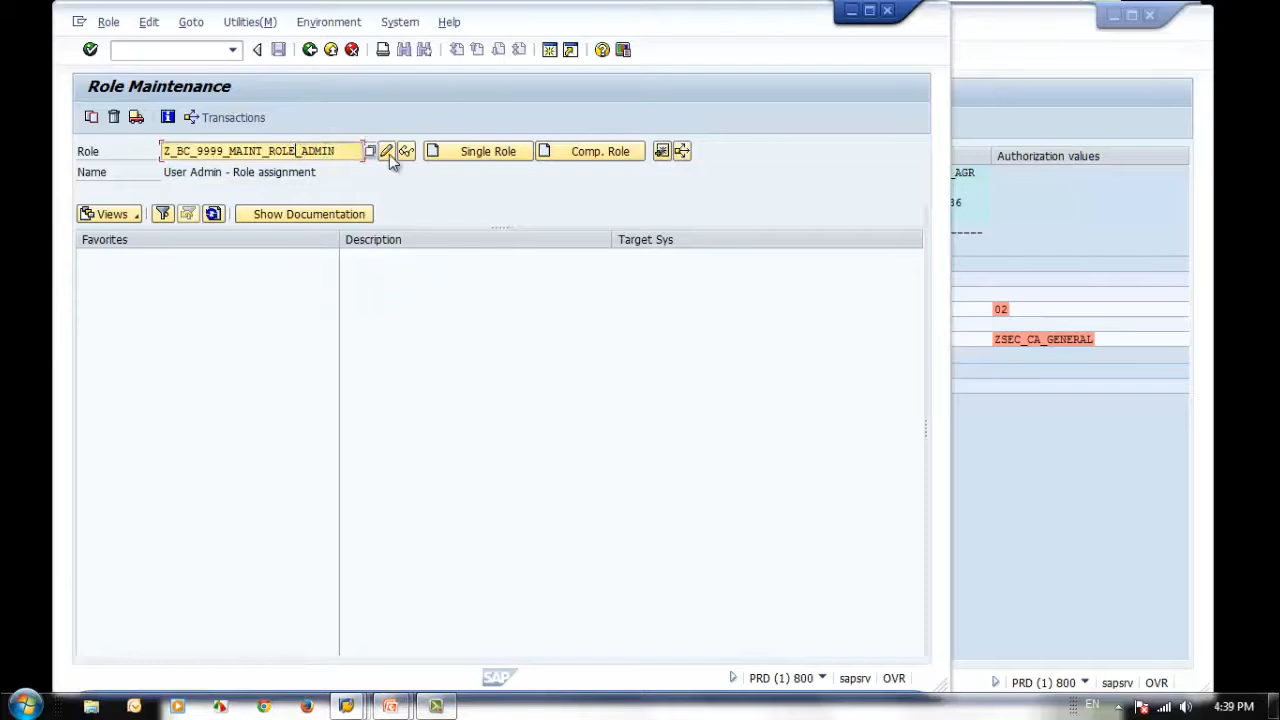 Role Edit Goto Utilities(M) Environment System Help
Role Maintenance
Transactions
Role Z_BC_9999_MAINT_ROLE_ADMIN Single Role Comp. Role
Name User Admin - Role assignment
Views Show Documentation
Favorites Description Target Sys
SAP PRD (1) 800 sapsrv OVR
Authorization values
_AGR
36
-----
02
ZSEC_CA_GENERAL
PRD (1) 800 sapsrv OVR
EN 4:39 PM